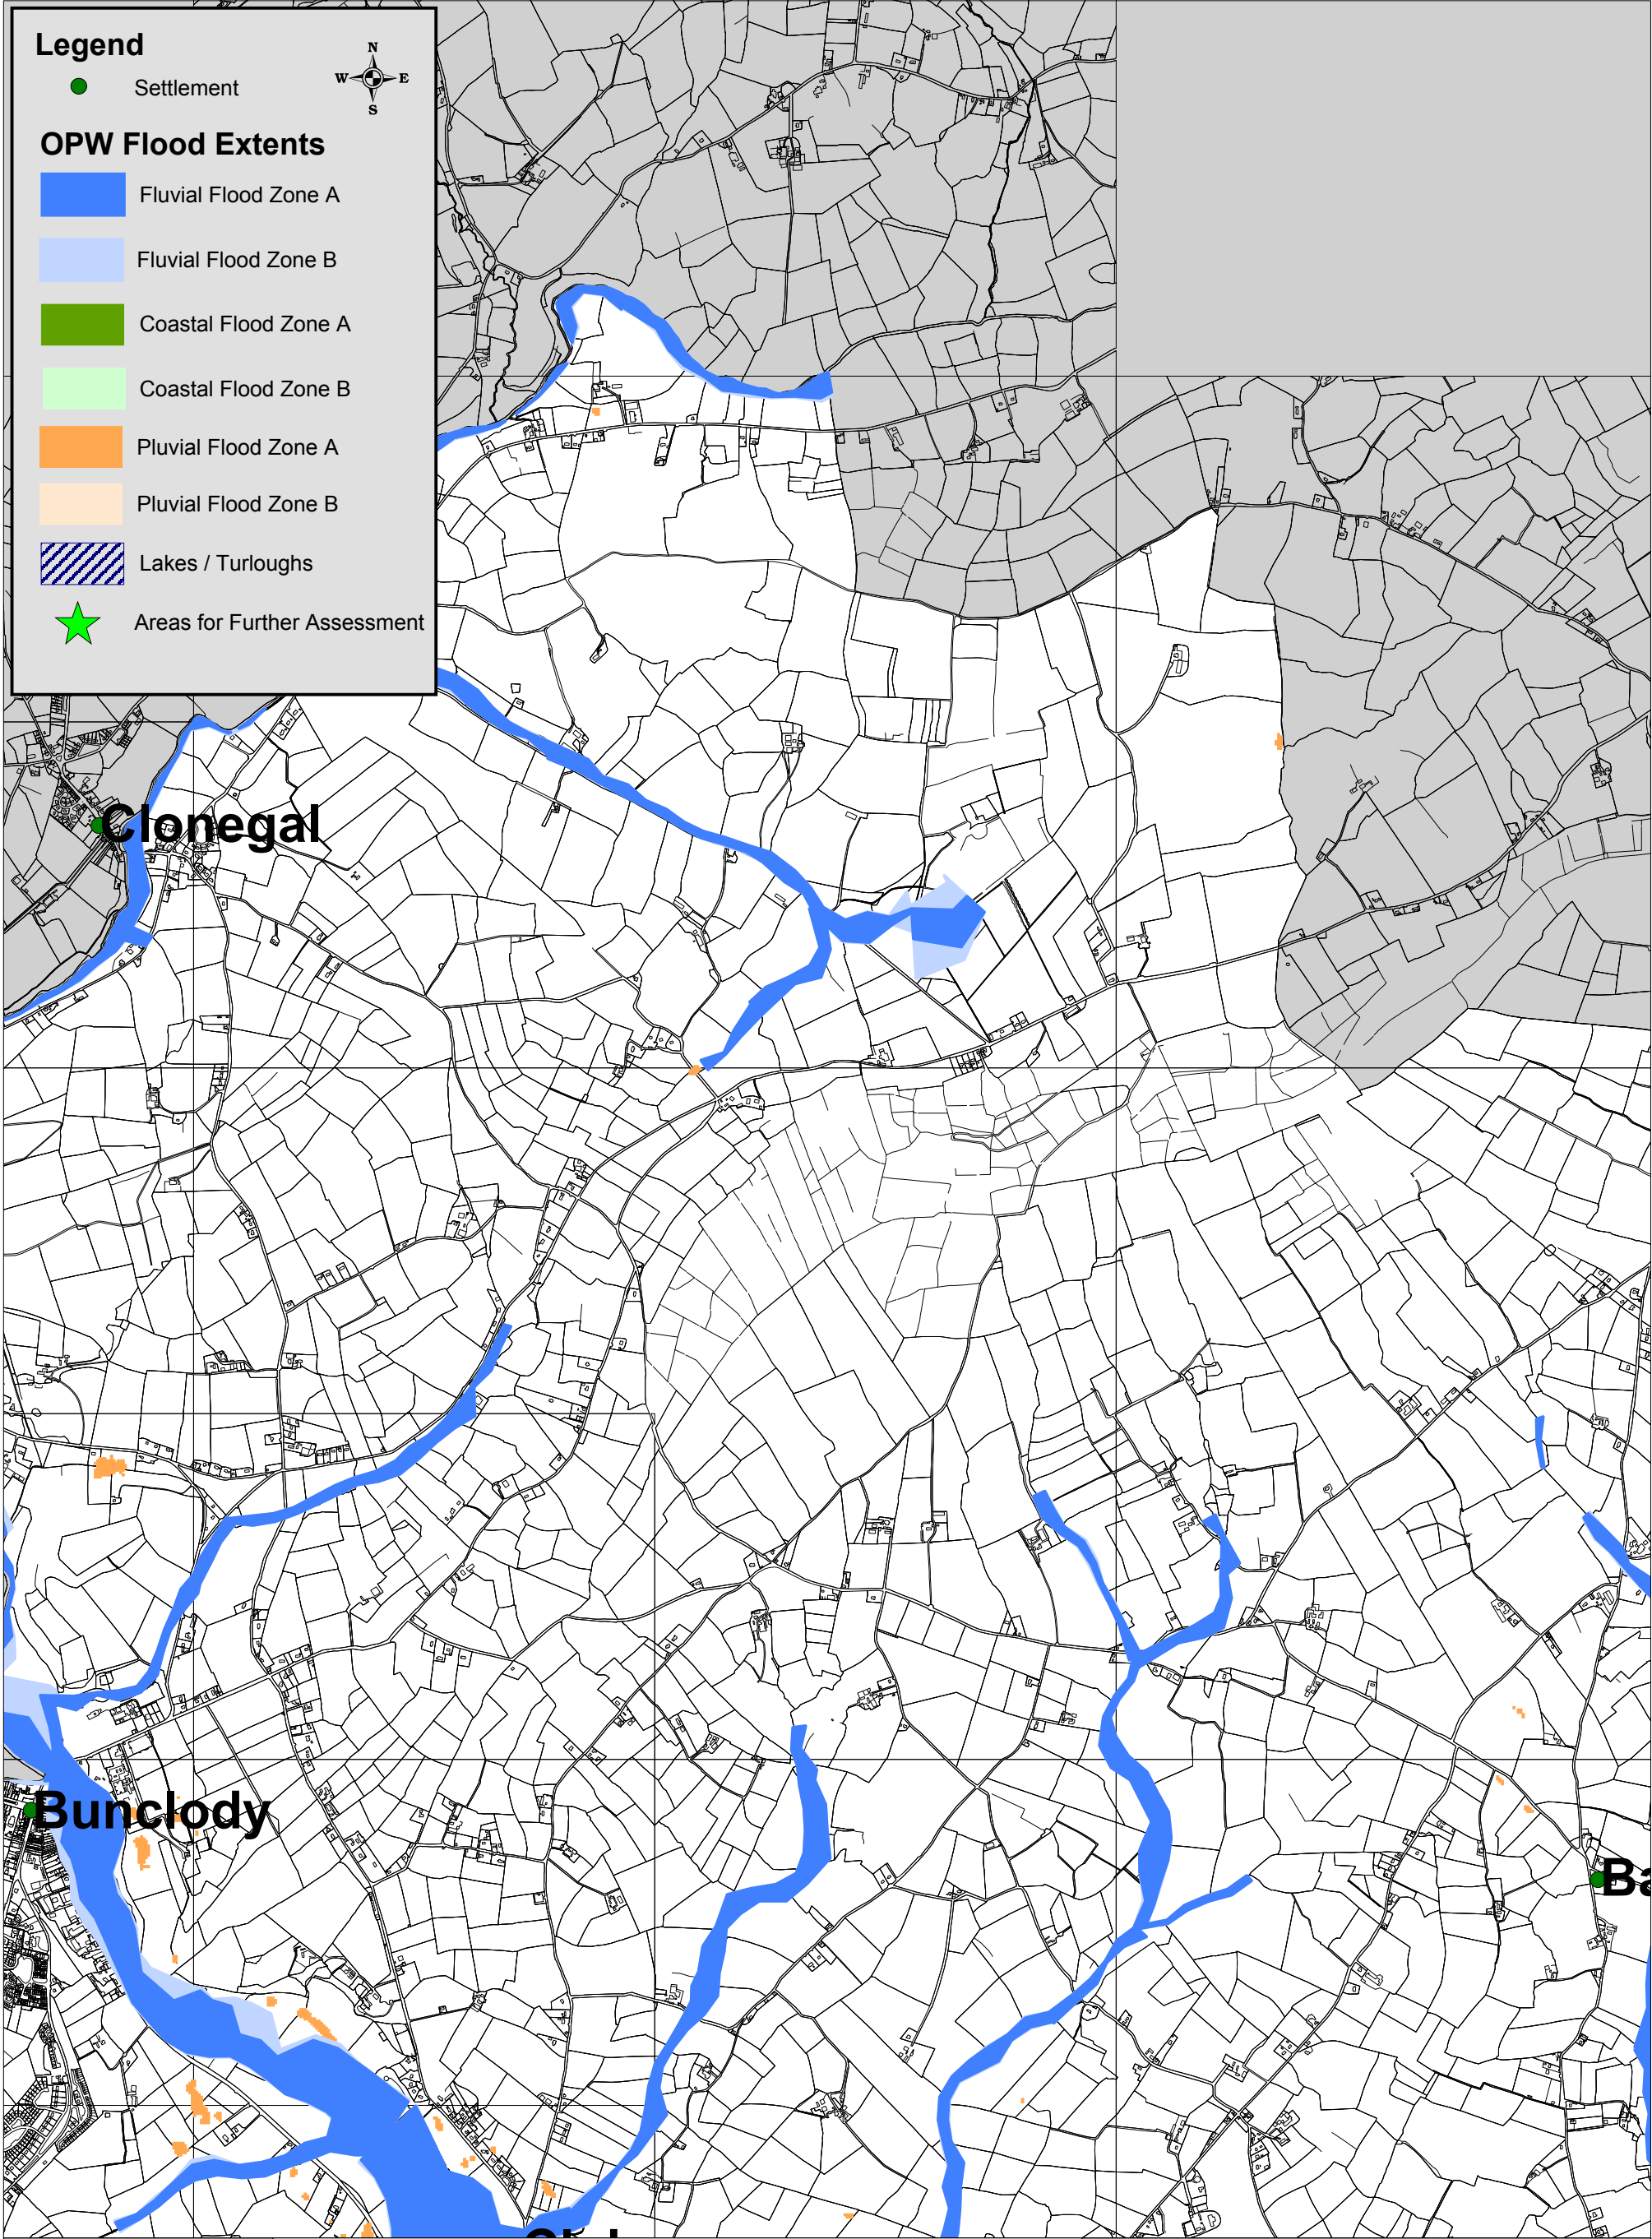 Legend
N
W E
S
Settlement
OPW Flood Extents
Fluvial Flood Zone A
Fluvial Flood Zone B
Coastal Flood Zone A
Coastal Flood Zone B
Pluvial Flood Zone A
Pluvial Flood Zone B
Lakes / Turloughs
Areas for Further Assessment
Clonegal
Bunclody
Ba